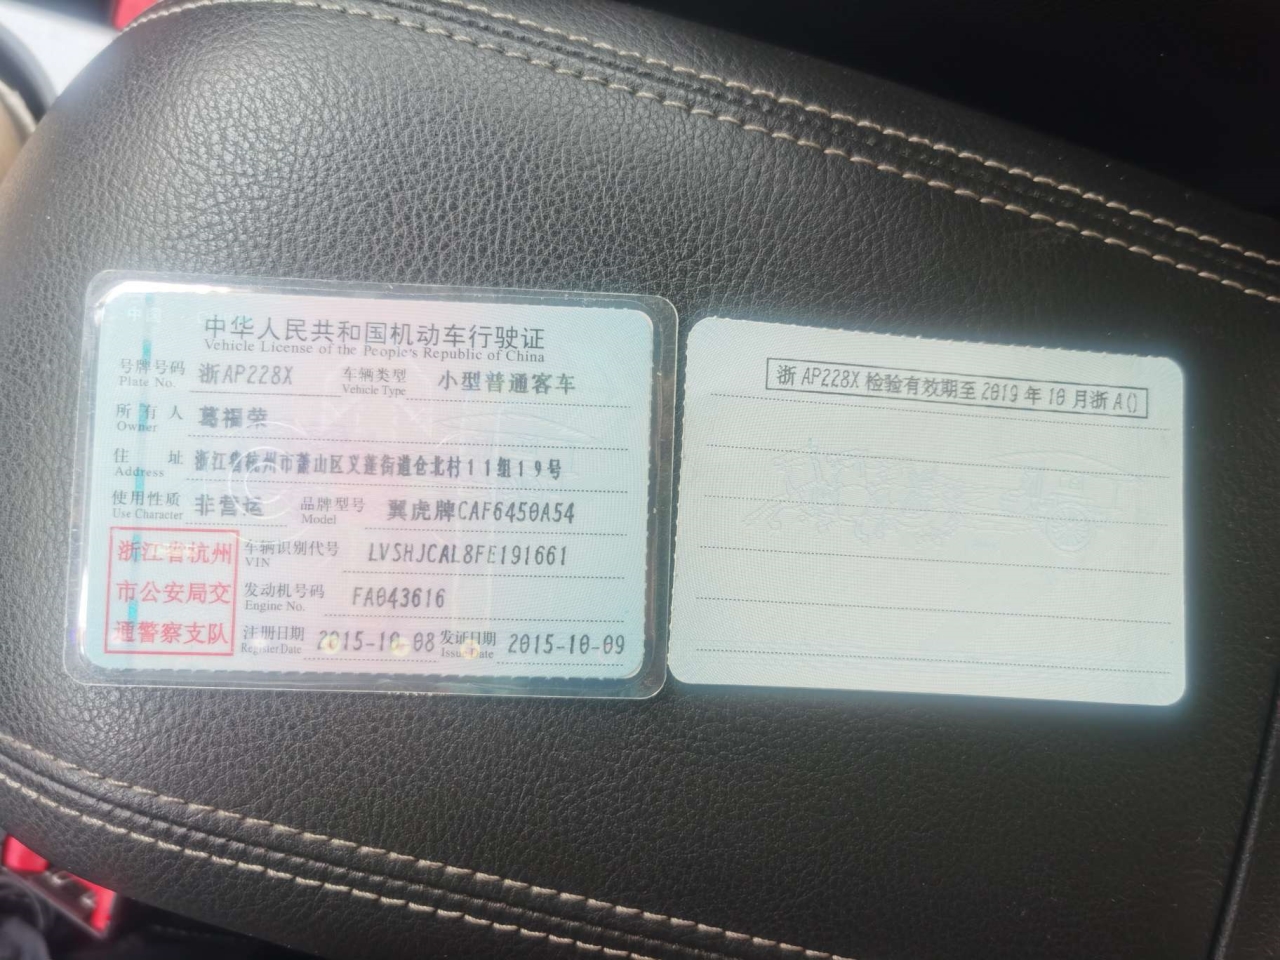 中华人民共和国机动车行驶证
Vehicle License of the People's Republic of China
号牌号码 浙AP228X 车辆类型 小型普通客车
Plate No. Vehicle Type
所有人 葛福荣
Owner
住址 浙江省杭州市萧山区义蓬街道仓北村11组19号
Address
使用性质 非营运 品牌型号 翼虎牌CAF6450A54
Use Character Model
浙江省杭州
市公安局交
通警察支队
车辆识别代号 LVSHJCAL8FE191661
VIN
发动机号码 FA043616
Engine No.
注册日期 2015-10-08 发证日期 2015-10-09
Register Date Issue Date
浙AP228X检验有效期至2019年10月浙A()